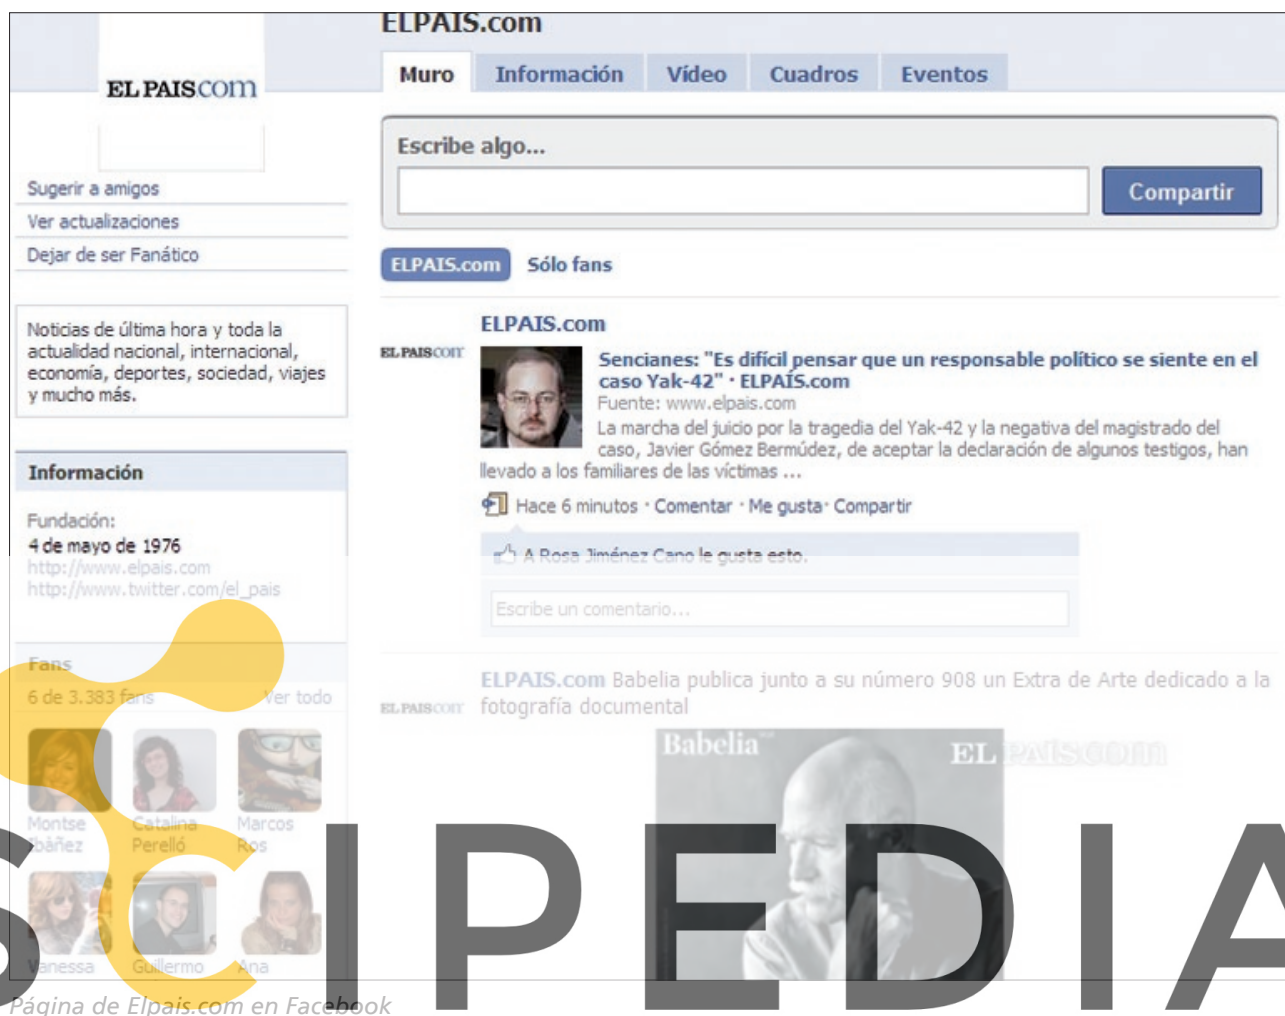 EL PAIS.com
Sugerir a amigos
Ver actualizaciones
Dejar de ser Fanático
Noticias de última hora y toda la
actualidad nacional, internacional,
economía, deportes, sociedad, viajes
y mucho más.
Información
Fundación:
4 de mayo de 1976
http://www.elpais.com
http://www.twitter.com/el_pais
Fans
6 de 3.383 fans Ver todo
Montse Catalina Marcos
Ibàñez Perelló Ros
Vanessa Guillermo Ana
ELPAIS.com
Muro Información Vídeo Cuadros Eventos
Escribe algo...
Compartir
ELPAIS.com Sólo fans
ELPAIS.com
EL PAIS.com
Sencianes: "Es difícil pensar que un responsable político se siente en el
caso Yak-42" · ELPAÍS.com
Fuente: www.elpais.com
La marcha del juicio por la tragedia del Yak-42 y la negativa del magistrado del
caso, Javier Gómez Bermúdez, de aceptar la declaración de algunos testigos, han
llevado a los familiares de las víctimas ...
Hace 6 minutos · Comentar · Me gusta · Compartir
A Rosa Jiménez Cano le gusta esto.
Escribe un comentario...
ELPAIS.com Babelia publica junto a su número 908 un Extra de Arte dedicado a la
EL PAIS.com fotografía documental
Babelia EL PAIS.com
SCIPEDIA
Página de Elpais.com en Facebook